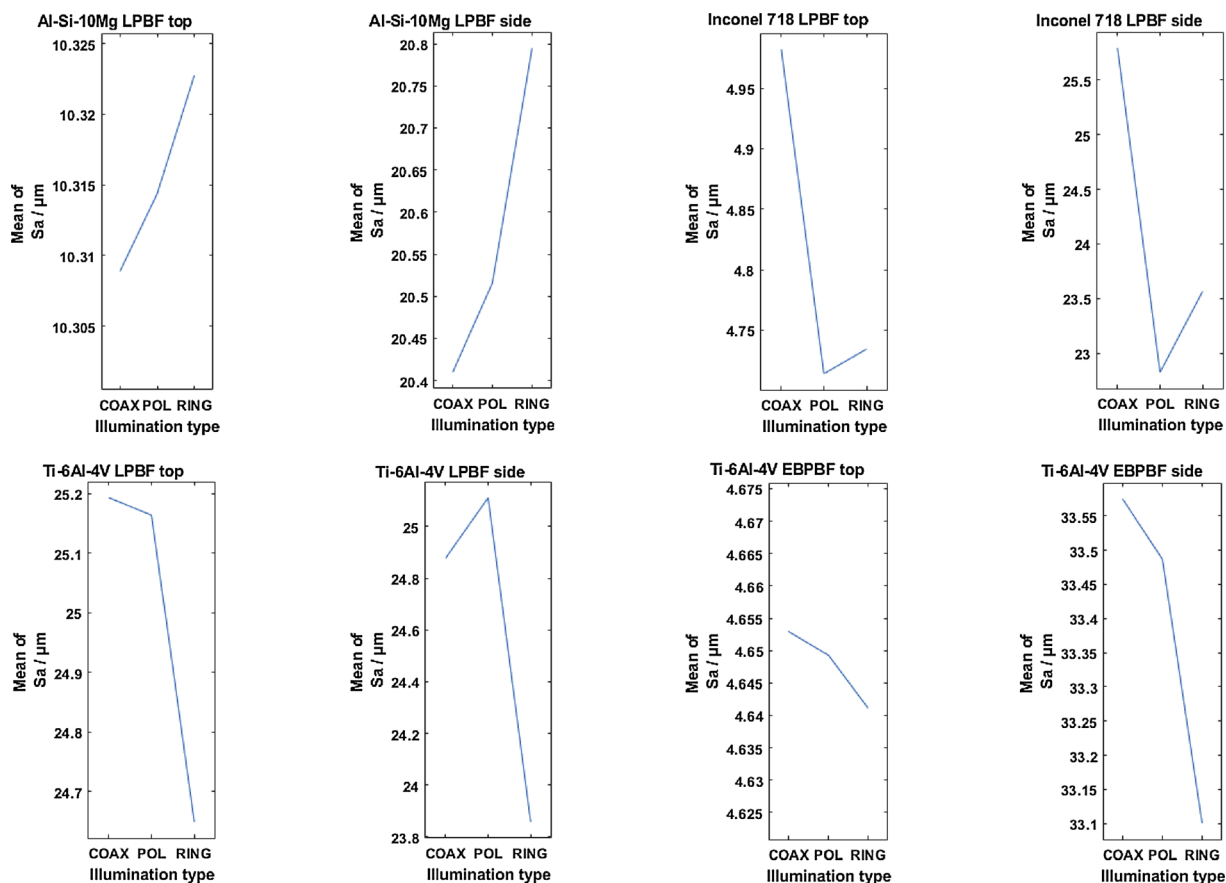 Al-Si-10Mg LPBF top
10.325
10.32
10.315
10.31
10.305
Mean of
Sa / µm
COAX POL RING
Illumination type
Al-Si-10Mg LPBF side
20.8
20.75
20.7
20.65
20.6
20.55
20.5
20.45
20.4
Mean of
Sa / µm
COAX POL RING
Illumination type
Inconel 718 LPBF top
4.95
4.9
4.85
4.8
4.75
Mean of
Sa / µm
COAX POL RING
Illumination type
Inconel 718 LPBF side
25.5
25
24.5
24
23.5
23
Mean of
Sa / µm
COAX POL RING
Illumination type
Ti-6Al-4V LPBF top
25.2
25.1
25
24.9
24.8
24.7
Mean of
Sa / µm
COAX POL RING
Illumination type
Ti-6Al-4V LPBF side
25
24.8
24.6
24.4
24.2
24
23.8
Mean of
Sa / µm
COAX POL RING
Illumination type
Ti-6Al-4V EBPBF top
4.675
4.67
4.665
4.66
4.655
4.65
4.645
4.64
4.635
4.63
4.625
Mean of
Sa / µm
COAX POL RING
Illumination type
Ti-6Al-4V EBPBF side
33.55
33.5
33.45
33.4
33.35
33.3
33.25
33.2
33.15
33.1
Mean of
Sa / µm
COAX POL RING
Illumination type